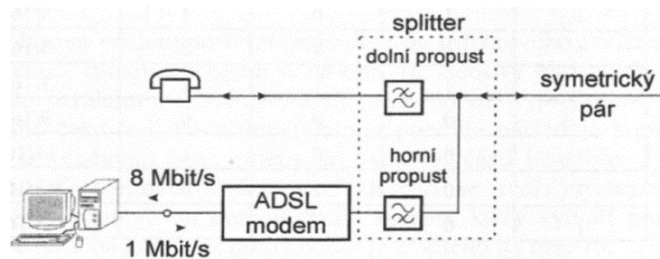 splitter
dolní propust
symetrický
pár
horní
propust
8 Mbit/s
ADSL
modem
1 Mbit/s